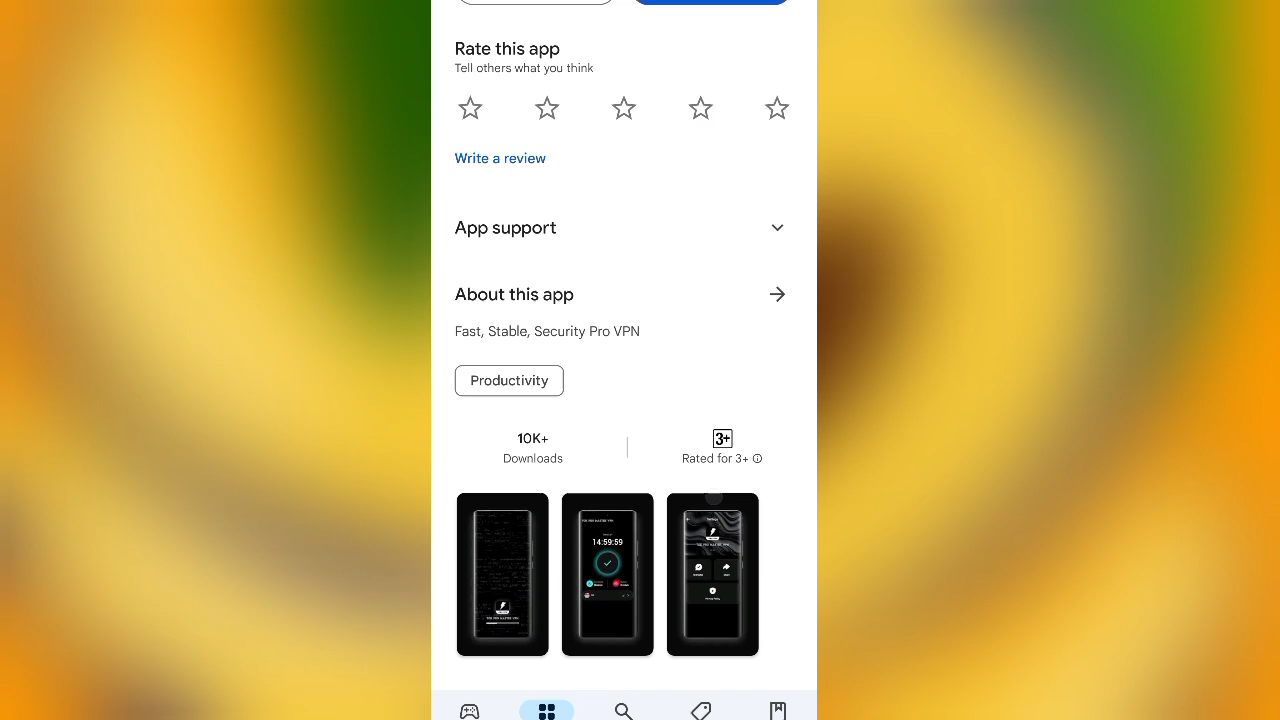 Rate this app
Tell others what you think
Write a review
App support
About this app
Fast, Stable, Security Pro VPN
Productivity
10K+
Downloads
3+
Rated for 3+
14:59:59
Settings